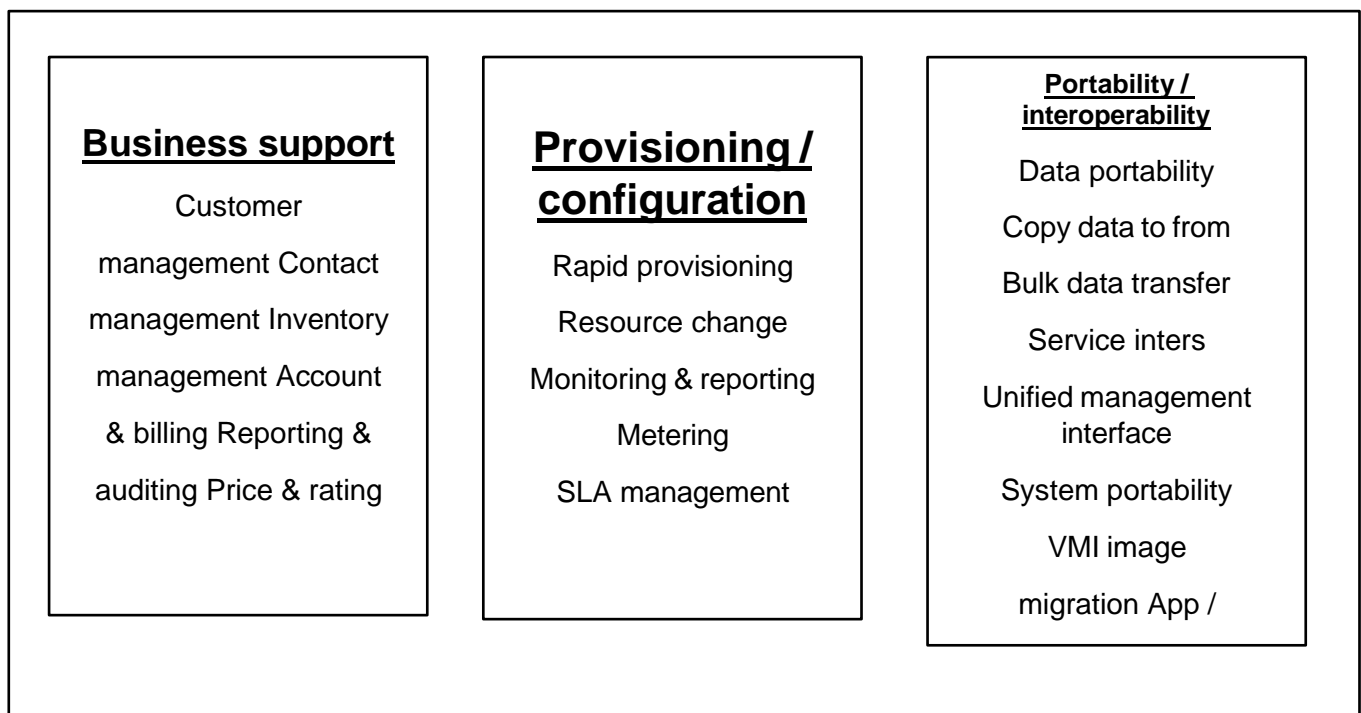 Business support
Customer
management Contact
management Inventory
management Account
& billing Reporting &
auditing Price & rating
Provisioning /
configuration
Rapid provisioning
Resource change
Monitoring & reporting
Metering
SLA management
Portability /
interoperability
Data portability
Copy data to from
Bulk data transfer
Service inters
Unified management
interface
System portability
VMI image
migration App /